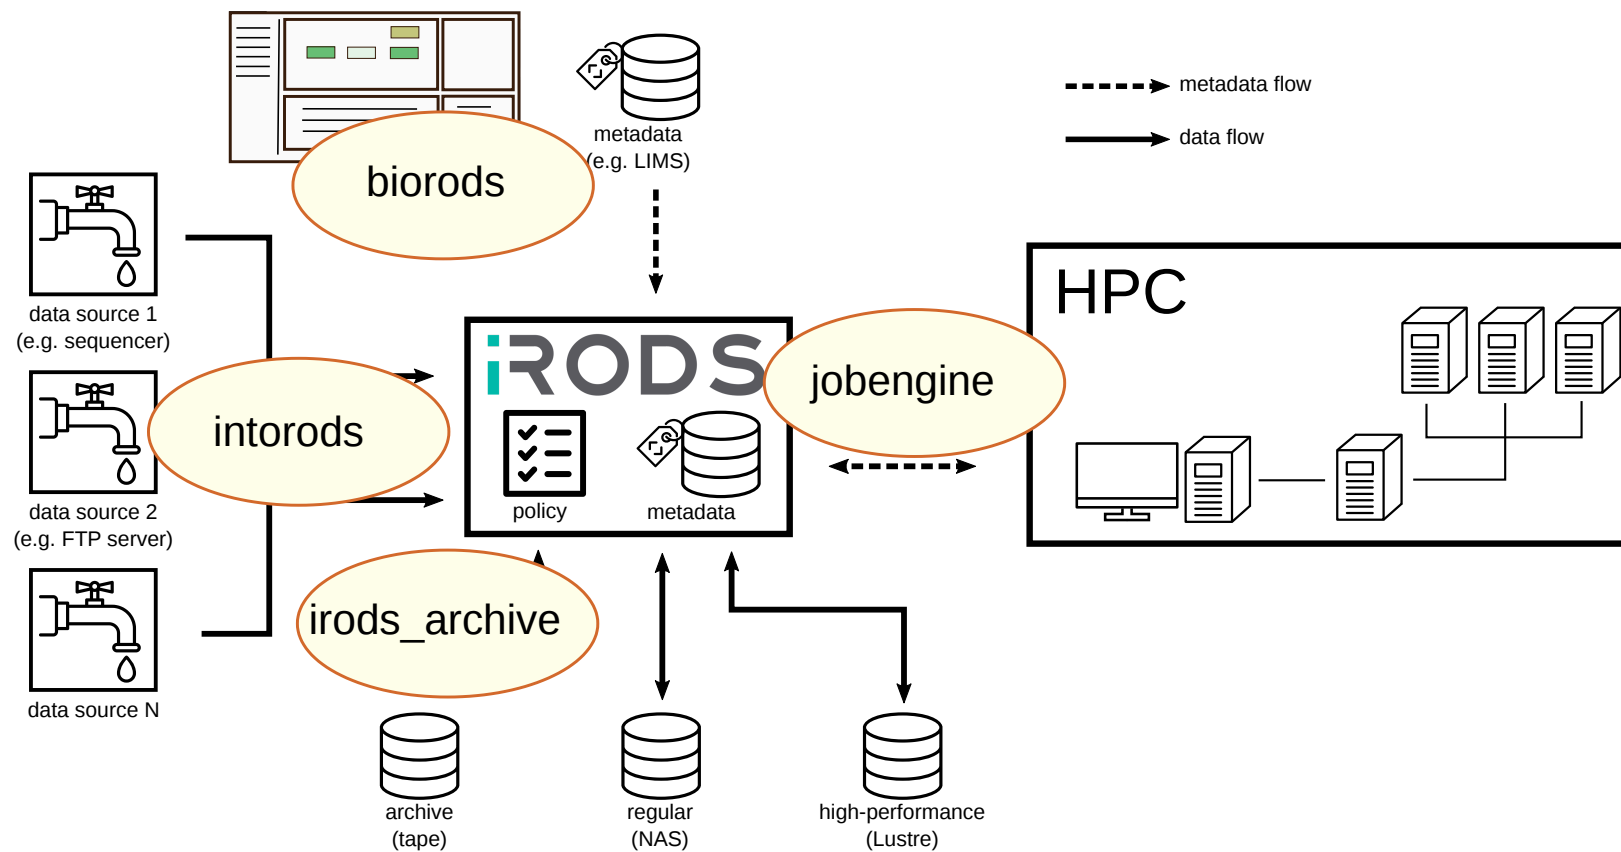 metadata
(e.g. LIMS)
metadata flow
data flow
biorods
data source 1
(e.g. sequencer)
HPC
iRODS
jobengine
intorods
policy
metadata
data source 2
(e.g. FTP server)
irods_archive
data source N
archive
(tape)
regular
(NAS)
high-performance
(Lustre)